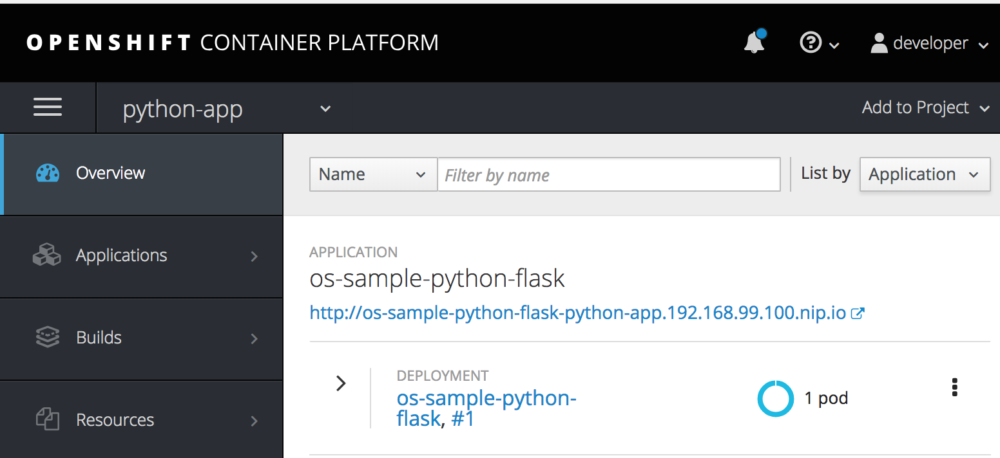 OPENSHIFT CONTAINER PLATFORM
developer
python-app
Add to Project
Overview
Name
Filter by name
List by
Application
Applications
APPLICATION
os-sample-python-flask
http://os-sample-python-flask-python-app.192.168.99.100.nip.io
Builds
DEPLOYMENT
os-sample-python-
flask, #1
1 pod
Resources